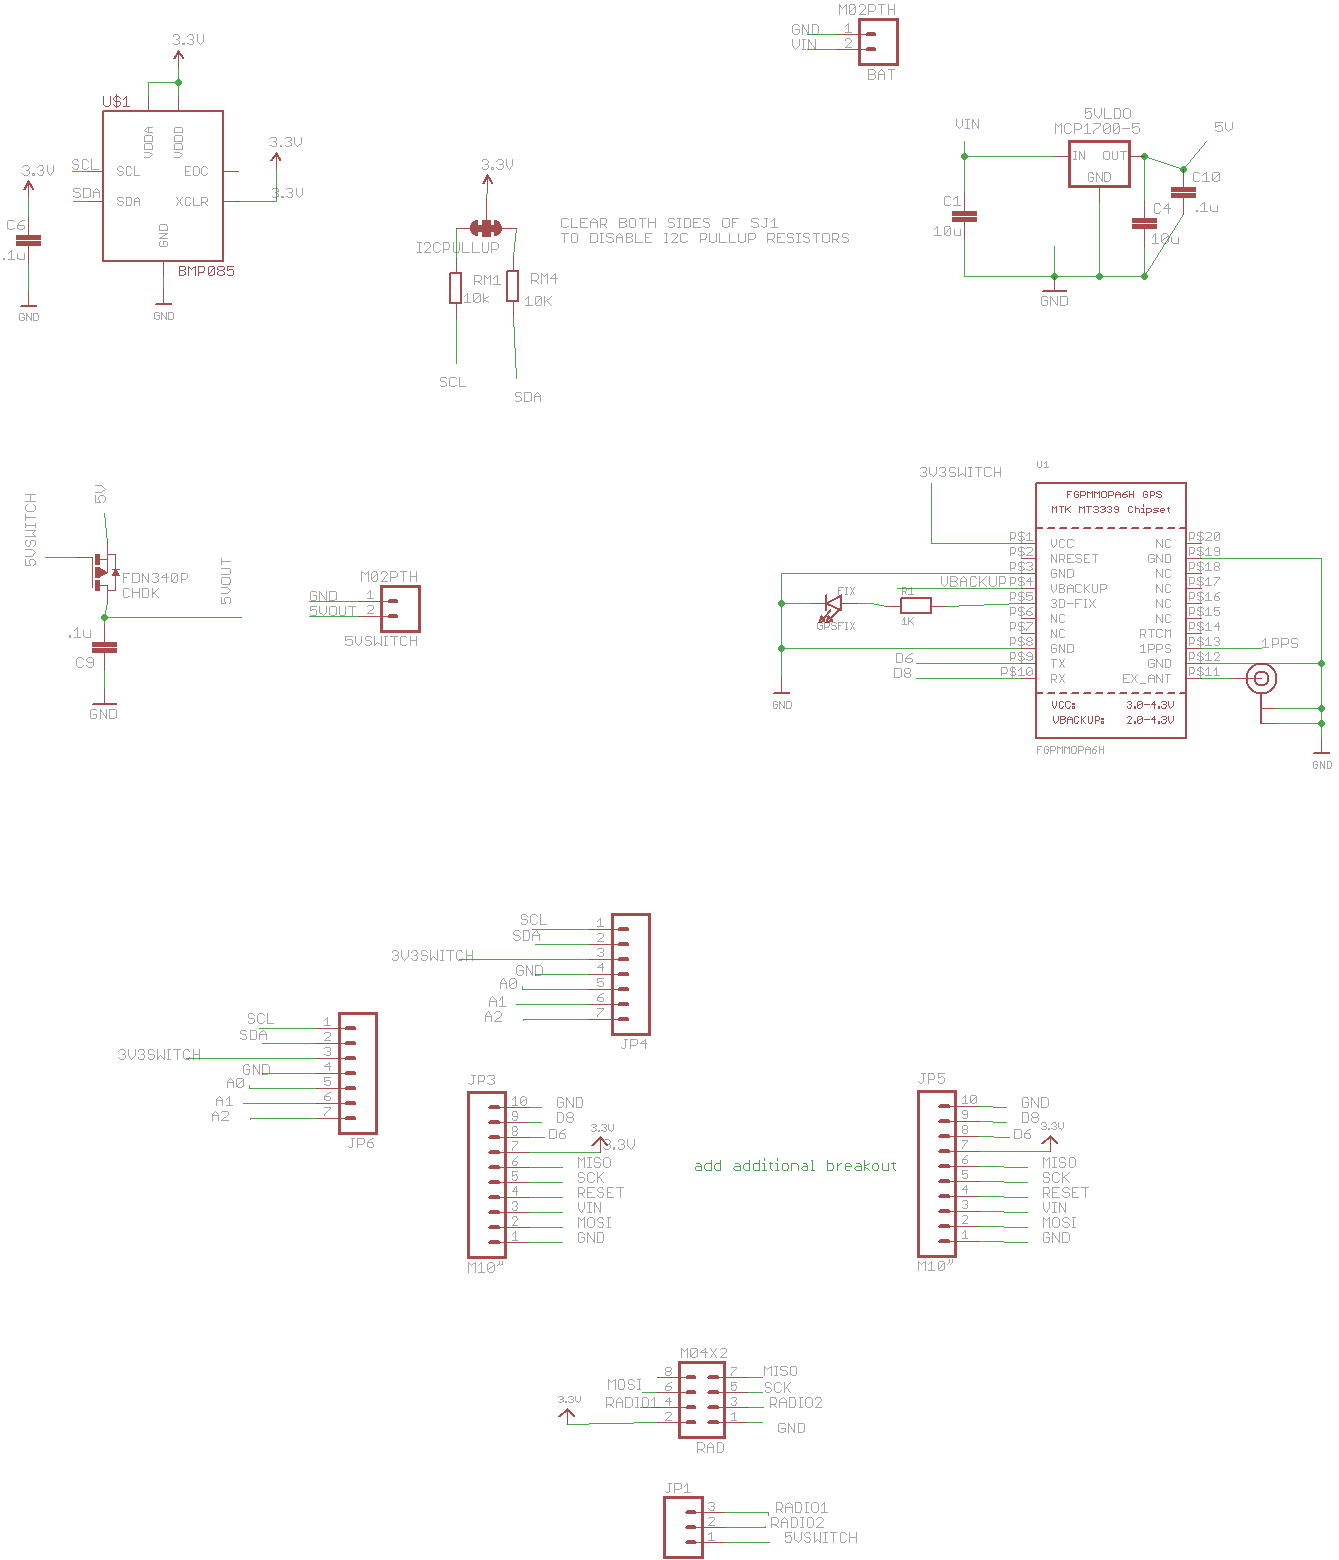 M02PTH
GND 1
VIN 2
BAT
3.3V
U$1
VDDA
VDDD
SCL SCL EOC
SDA SDA XCLR
GND
BMP085
GND
3.3V
3.3V
3.3V
C6
.1u
GND
3.3V
I2CPULLUP
RM1
10k
RM4
10K
SCL
SDA
CLEAR BOTH SIDES OF SJ1
TO DISABLE I2C PULLUP RESISTORS
VIN
5VLDO
MCP1700-5
IN OUT
GND
5V
C1
10u
C4
10u
C10
.1u
GND
5VSWITCH
5V
FDN340P
CHDK
5VOUT
.1u
C9
GND
M02PTH
GND 1
5VOUT 2
5VSWITCH
3V3SWITCH
U1
FGPMMOPA6H GPS
MTK MT3339 Chipset
P$1 VCC NC P$20
P$2 NRESET GND P$19
P$3 GND NC P$18
VBACKUP P$4 VBACKUP NC P$17
P$5 3D-FIX NC P$16
P$6 NC NC P$15
P$7 NC RTCM P$14
P$8 GND 1PPS P$13 1PPS
D6 P$9 TX GND P$12
D8 P$10 RX EX_ANT P$11
VCC: 3.0-4.3V
VBACKUP: 2.0-4.3V
FGPMMOPA6H
FIX
GPSFIX
R1
1K
GND
GND
SCL 1
SDA 2
3V3SWITCH 3
GND 4
A0 5
A1 6
A2 7
JP4
SCL 1
SDA 2
3V3SWITCH 3
GND 4
A0 5
A1 6
A2 7
JP6
JP3
10 GND
9 D8
8 D6
7 3.3V
3.3V
6 MISO
5 SCK
4 RESET
3 VIN
2 MOSI
1 GND
M10"
add additional breakout
JP5
10 GND
9 D8
8 D6
7 3.3V
6 MISO
5 SCK
4 RESET
3 VIN
2 MOSI
1 GND
M10"
M04X2
8 7 MISO
MOSI 6 5 SCK
RADIO1 4 3 RADIO2
3.3V 2 1 GND
RAD
JP1
3 RADIO1
2 RADIO2
1 5VSWITCH